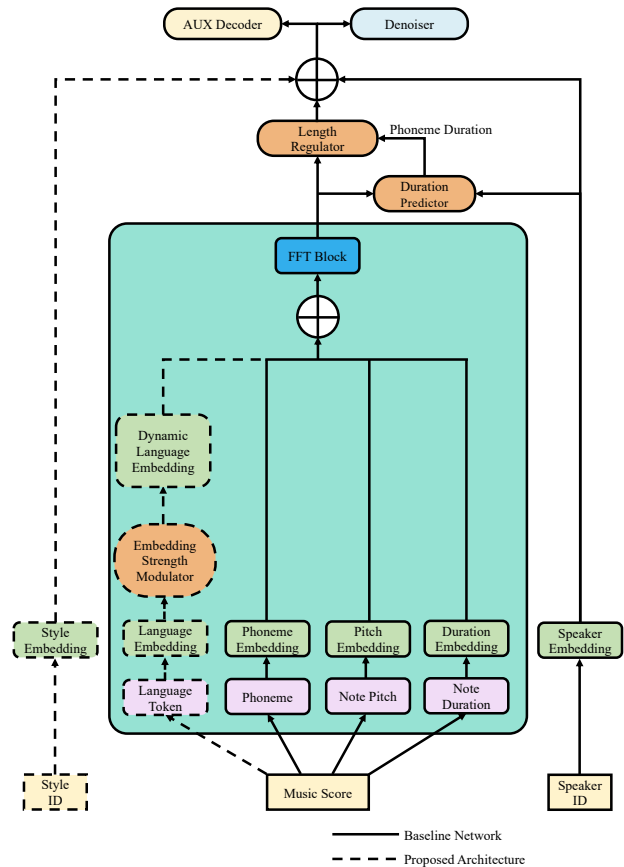 AUX Decoder
Denoiser
Length
Regulator
Phoneme Duration
Duration
Predictor
FFT Block
Dynamic
Language
Embedding
Embedding
Strength
Modulator
Style
Embedding
Language
Embedding
Phoneme
Embedding
Pitch
Embedding
Duration
Embedding
Speaker
Embedding
Language
Token
Phoneme
Note Pitch
Note
Duration
Style
ID
Music Score
Speaker
ID
Baseline Network
Proposed Architecture